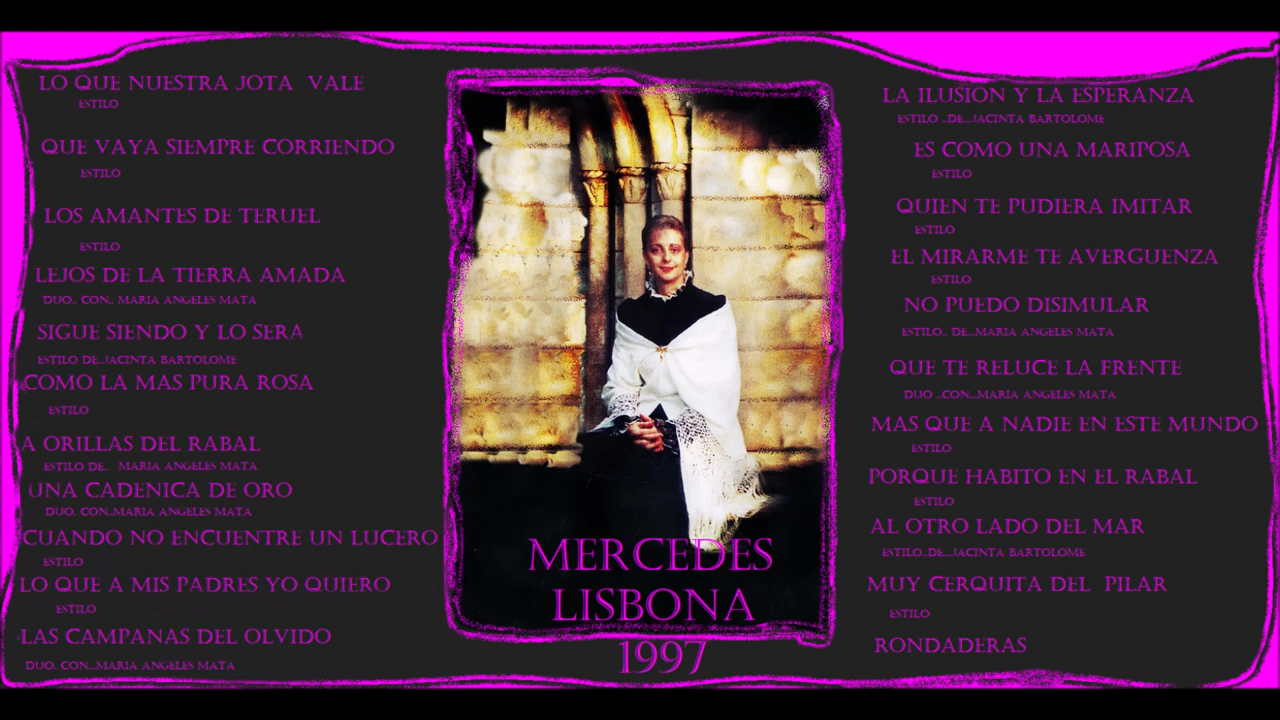 LO QUE NUESTRA JOTA VALE
ESTILO
QUE VAYA SIEMPRE CORRIENDO
ESTILO
LOS AMANTES DE TERUEL
ESTILO
LEJOS DE LA TIERRA AMADA
DUO.. CON.. MARIA ANGELES MATA
SIGUE SIENDO Y LO SERA
ESTILO DE...JACINTA BARTOLOME
COMO LA MAS PURA ROSA
ESTILO
A ORILLAS DEL RABAL
ESTILO DE.. MARIA ANGELES MATA
UNA CADENICA DE ORO
DUO. CON..MARIA ANGELES MATA
CUANDO NO ENCUENTRE UN LUCERO
ESTILO
LO QUE A MIS PADRES YO QUIERO
ESTILO
LAS CAMPANAS DEL OLVIDO
DUO. CON...MARIA ANGELES MATA
MERCEDES
LISBONA
1997
LA ILUSION Y LA ESPERANZA
ESTILO ..DE...JACINTA BARTOLOME
ES COMO UNA MARIPOSA
ESTILO
QUIEN TE PUDIERA IMITAR
ESTILO
EL MIRARME TE AVERGUENZA
ESTILO
NO PUEDO DISIMULAR
ESTILO.. DE...MARIA ANGELES MATA
QUE TE RELUCE LA FRENTE
DUO ..CON...MARIA ANGELES MATA
MAS QUE A NADIE EN ESTE MUNDO
ESTILO
PORQUE HABITO EN EL RABAL
ESTILO
AL OTRO LADO DEL MAR
ESTILO..DE...JACINTA BARTOLOME
MUY CERQUITA DEL PILAR
ESTILO
RONDADERAS